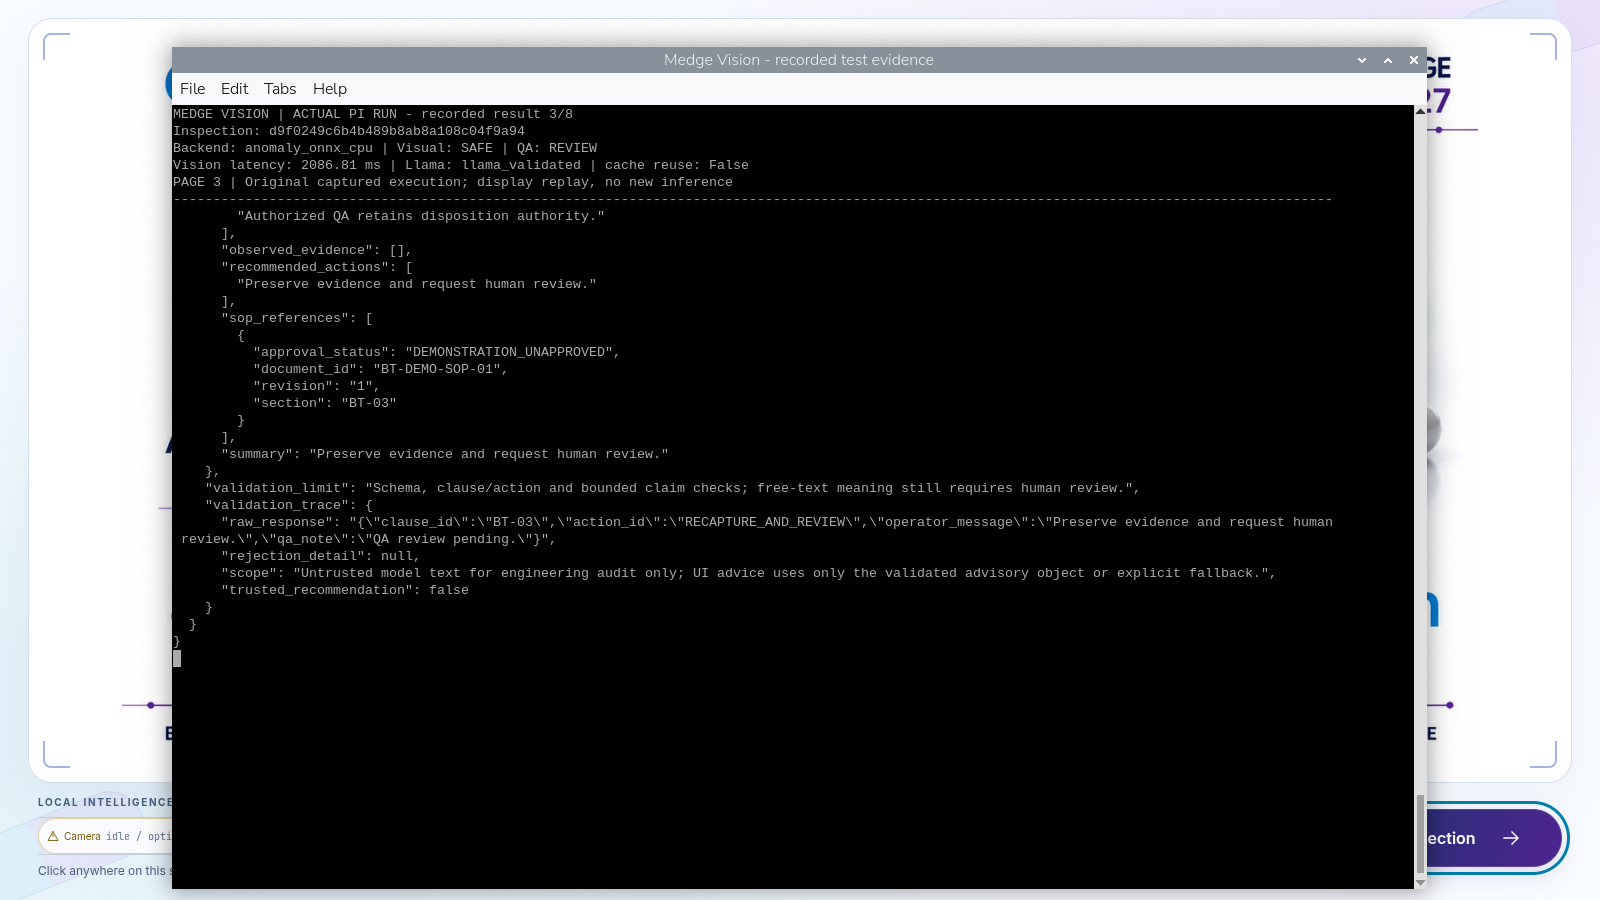 Medge Vision - recorded test evidence
GE
27
File Edit Tabs Help
MEDGE VISION | ACTUAL PI RUN - recorded result 3/8
Inspection: d9f0249c6b4b489b8ab8a108c04f9a94
Backend: anomaly_onnx_cpu | Visual: SAFE | QA: REVIEW
Vision latency: 2086.81 ms | Llama: llama_validated | cache reuse: False
PAGE 3 | Original captured execution; display replay, no new inference
--------------------------------------------------------------------------------------------------------------------------------------------------
"Authorized QA retains disposition authority."
],
"observed_evidence": [],
"recommended_actions": [
"Preserve evidence and request human review."
],
"sop_references": [
{
"approval_status": "DEMONSTRATION_UNAPPROVED",
"document_id": "BT-DEMO-SOP-01",
"revision": "1",
"section": "BT-03"
}
],
"summary": "Preserve evidence and request human review."
},
"validation_limit": "Schema, clause/action and bounded claim checks; free-text meaning still requires human review.",
"validation_trace": {
"raw_response": "{\"clause_id\":\"BT-03\",\"action_id\":\"RECAPTURE_AND_REVIEW\",\"operator_message\":\"Preserve evidence and request human
review.\",\"qa_note\":\"QA review pending.\"}",
"rejection_detail": null,
"scope": "Untrusted model text for engineering audit only; UI advice uses only the validated advisory object or explicit fallback.",
"trusted_recommendation": false
}
}
}
E
LOCAL INTELLIGENCE
Camera idle / opti
Click anywhere on this s
ection